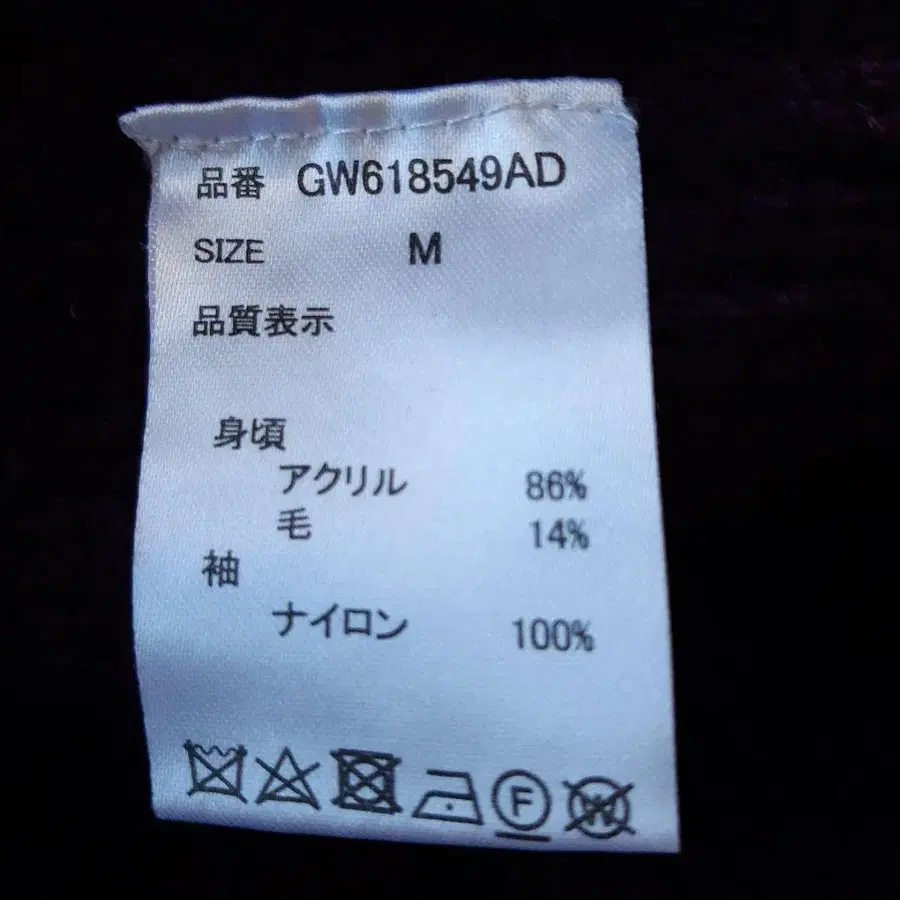 品番 GW618549AD
SIZE M
品質表示
身頃
アクリル 86%
毛 14%
袖
ナイロン 100%
F W